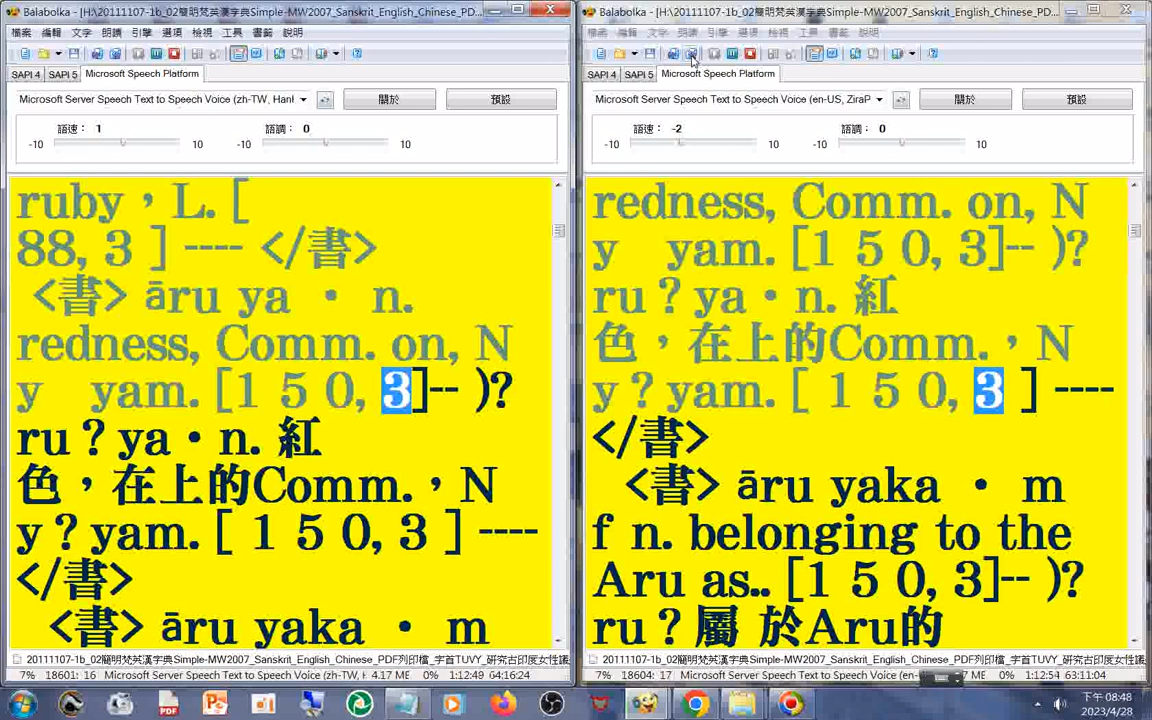 Balabolka - [H:\20111107-1b_02簡明梵英漢字典Simple-MW2007_Sanskrit_English_Chinese_PD...
檔案 編輯 文字 朗讀 引擎 選項 檢視 工具 書籤 說明
SAPI 4 SAPI 5 Microsoft Speech Platform
Microsoft Server Speech Text to Speech Voice (zh-TW, Hanl
關於 預設
語速： 1 語調： 0
-10 10 -10 10
ruby，L. [
88, 3 ] ---- </書>
<書> āru ya • n.
redness, Comm. on, N
y yam. [1 5 0, 3]-- )?
ru ? ya • n. 紅
色，在上的Comm.，N
y ? yam. [ 1 5 0, 3 ] ----
</書>
<書> āru yaka • m
20111107-1b_02簡明梵英漢字典Simple-MW2007_Sanskrit_English_Chinese_PDF列印檔_字首TUVY_研究古印度女性議
7% 18601: 16 Microsoft Server Speech Text to Speech Voice (zh-TW, H 4.17 ME 0% 1:12:49 64:16:24
Balabolka - [H:\20111107-1b_02簡明梵英漢字典Simple-MW2007_Sanskrit_English_Chinese_PD...
檔案 編輯 文字 朗讀 引擎 選項 檢視 工具 書籤 說明
SAPI 4 SAPI 5 Microsoft Speech Platform
Microsoft Server Speech Text to Speech Voice (en-US, ZiraP
關於 預設
語速： -2 語調： 0
-10 10 -10 10
redness, Comm. on, N
y yam. [1 5 0, 3]-- )?
ru ? ya • n. 紅
色，在上的Comm.，N
y ? yam. [ 1 5 0, 3 ] ----
</書>
<書> āru yaka • m
f n. belonging to the
Aru as.. [1 5 0, 3]-- )?
ru ? 屬 於Aru的
20111107-1b_02簡明梵英漢字典Simple-MW2007_Sanskrit_English_Chinese_PDF列印檔_字首TUVY_研究古印度女性議
7% 18604: 17 Microsoft Server Speech Text to Speech Voice 0% 1:12:54 63:11:04
下午 08:48
2023/4/28